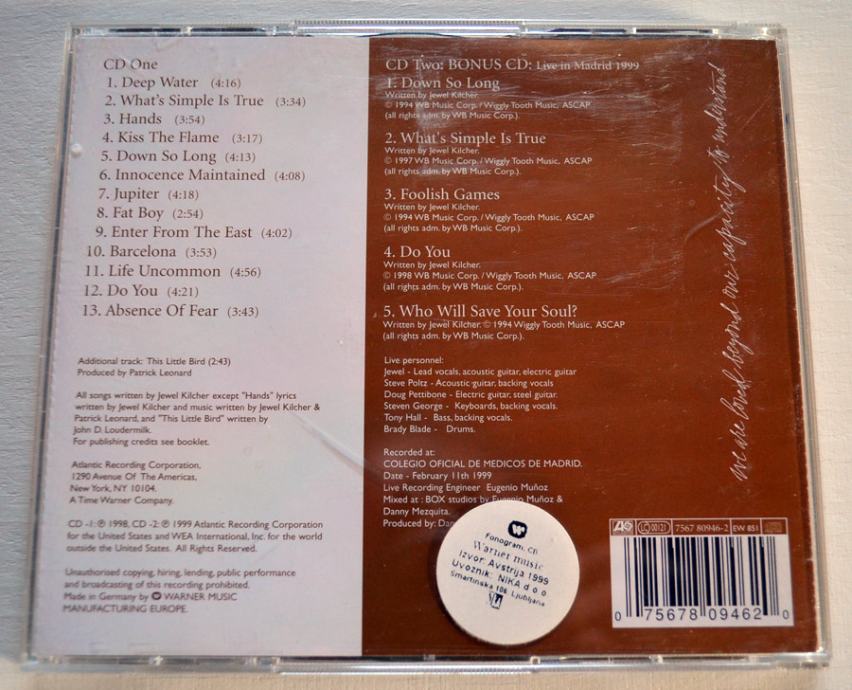 CD One
1. Deep Water (4:16)
2. What's Simple Is True (3:34)
3. Hands (3:54)
4. Kiss The Flame (3:17)
5. Down So Long (4:13)
6. Innocence Maintained (4:08)
7. Jupiter (4:18)
8. Fat Boy (2:54)
9. Enter From The East (4:02)
10. Barcelona (3:53)
11. Life Uncommon (4:56)
12. Do You (4:21)
13. Absence Of Fear (3:43)
Additional track: This Little Bird (2:43)
Produced by Patrick Leonard
All songs written by Jewel Kilcher except "Hands" lyrics
written by Jewel Kilcher and music written by Jewel Kilcher &
Patrick Leonard, and "This Little Bird" written by
John D. Loudermilk.
For publishing credits see booklet.
Atlantic Recording Corporation,
1290 Avenue Of The Americas,
New York, NY 10104.
A Time Warner Company.
CD -1: ℗ 1998, CD -2: ℗ 1999 Atlantic Recording Corporation
for the United States and WEA International, Inc. for the world
outside the United States. All Rights Reserved.
Unauthorised copying, hiring, lending, public performance
and broadcasting of this recording prohibited.
Made in Germany by WARNER MUSIC
MANUFACTURING EUROPE.
CD Two: BONUS CD: Live in Madrid 1999
1. Down So Long
Written by Jewel Kilcher.
© 1994 WB Music Corp. / Wiggly Tooth Music, ASCAP
(all rights adm. by WB Music Corp.).
2. What's Simple Is True
Written by Jewel Kilcher.
© 1997 WB Music Corp. / Wiggly Tooth Music, ASCAP
(all rights adm. by WB Music Corp.).
3. Foolish Games
Written by Jewel Kilcher.
© 1994 WB Music Corp. / Wiggly Tooth Music, ASCAP
(all rights adm. by WB Music Corp.).
4. Do You
Written by Jewel Kilcher.
© 1998 WB Music Corp. / Wiggly Tooth Music, ASCAP
(all rights adm. by WB Music Corp.).
5. Who Will Save Your Soul?
Written by Jewel Kilcher. © 1994 Wiggly Tooth Music, ASCAP
(all rights adm. by WB Music Corp.).
Live personnel:
Jewel - Lead vocals, acoustic guitar, electric guitar
Steve Poltz - Acoustic guitar, backing vocals
Doug Pettibone - Electric guitar, steel guitar.
Steven George - Keyboards, backing vocals.
Tony Hall - Bass, backing vocals.
Brady Blade - Drums.
Recorded at:
COLEGIO OFICIAL DE MEDICOS DE MADRID.
Date - February 11th 1999
Live Recording Engineer Eugenio Muñoz
Mixed at : BOX studios by Eugenio Muñoz &
Danny Mezquita.
Produced by: Dan
Fonogram, CD
Warner music
Izvor: Avstrija 1999
Uvoznik: NIKA d o o
Šmartinska 106 Ljubljana
we are loved beyond our capacity to understand
LC 00121
7567 80946-2
EW 851
0 75678 09462 0